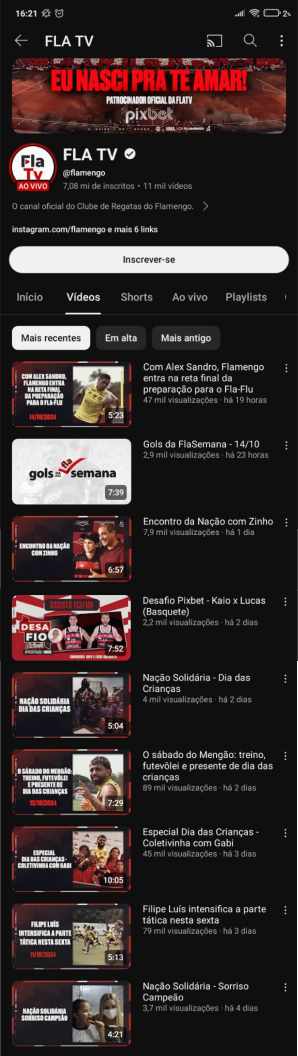 16:21
2%
FLA TV
EU NASCI PRA TE AMAR!
PATROCINADOR OFICIAL DA FLATV
pixbet
Fla
Tv
AO VIVO
FLA TV
@flamengo
7,08 mi de inscritos • 11 mil vídeos
O canal oficial do Clube de Regatas do Flamengo.
instagram.com/flamengo e mais 6 links
Inscrever-se
Início Vídeos Shorts Ao vivo Playlists
Mais recentes Em alta Mais antigo
COM ALEX SANDRO,
FLAMENGO ENTRA
NA RETA FINAL
DA PREPARAÇÃO
PARA O FLA-FLU
14/10/2024
5:23
Com Alex Sandro, Flamengo
entra na reta final da
preparação para o Fla-Flu
47 mil visualizações · há 19 horas
gols da fla semana
7:39
Gols da FlaSemana - 14/10
2,9 mil visualizações · há 23 horas
ENCONTRO DA NAÇÃO
COM ZINHO
6:57
Encontro da Nação com Zinho
7,9 mil visualizações · há 1 dia
DESA
FIO
7:52
Desafio Pixbet - Kaio x Lucas
(Basquete)
2,2 mil visualizações · há 2 dias
NAÇÃO SOLIDÁRIA
DIA DAS CRIANÇAS
5:04
Nação Solidária - Dia das
Crianças
4 mil visualizações · há 2 dias
O SÁBADO DO MENGÃO:
TREINO, FUTEVÔLEI
E PRESENTE DE
DIA DAS CRIANÇAS
12/10/2024
7:29
O sábado do Mengão: treino,
futevôlei e presente de dia das
crianças
89 mil visualizações · há 2 dias
ESPECIAL
DIA DAS CRIANÇAS -
COLETIVINHA COM GABI
10:05
Especial Dia das Crianças -
Coletivinha com Gabi
45 mil visualizações · há 3 dias
FILIPE LUÍS
INTENSIFICA A PARTE
TÁTICA NESTA SEXTA
11/10/2024
5:13
Filipe Luís intensifica a parte
tática nesta sexta
79 mil visualizações · há 3 dias
NAÇÃO SOLIDÁRIA
SORRISO CAMPEÃO
4:21
Nação Solidária - Sorriso
Campeão
3,7 mil visualizações · há 4 dias